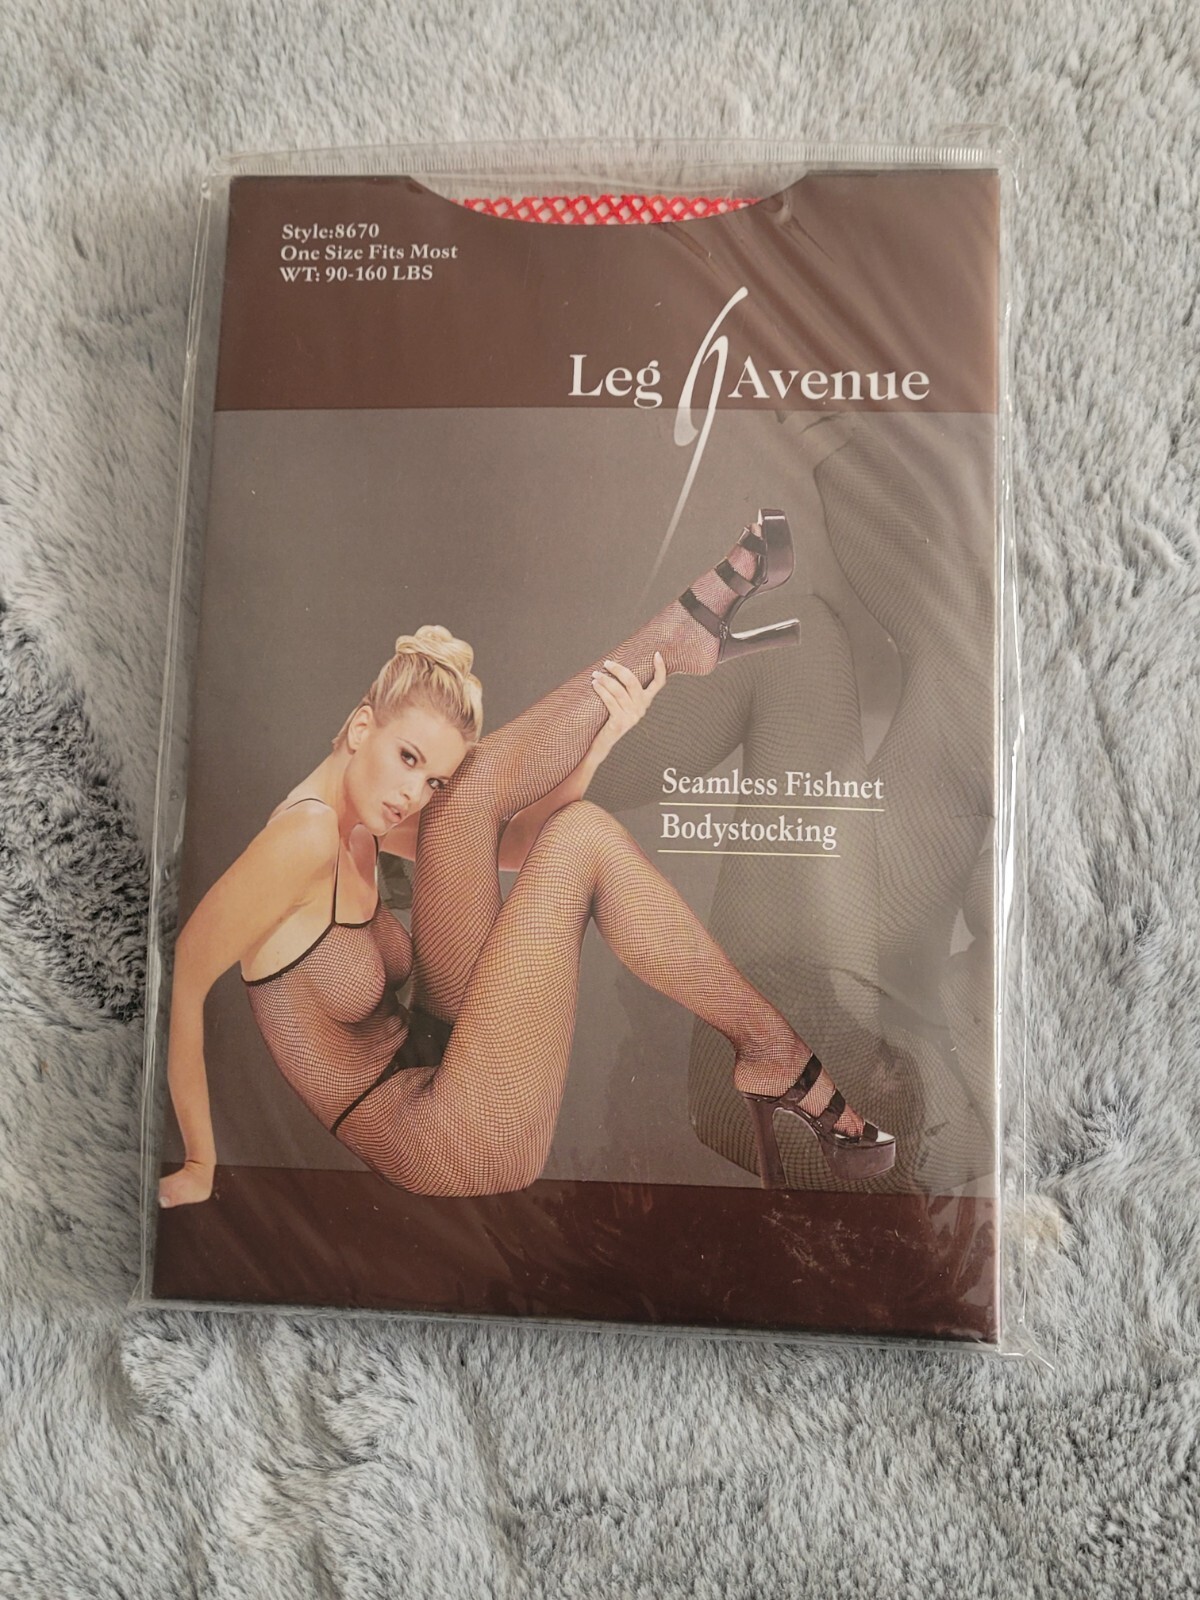 Style:8670
One Size Fits Most
WT: 90-160 LBS
Leg Avenue
Seamless Fishnet
Bodystocking